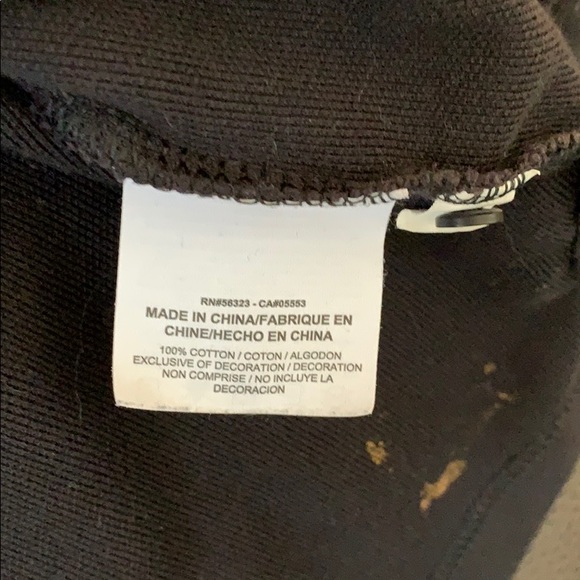 RN#56323 - CA#05553
MADE IN CHINA/FABRIQUE EN
CHINE/HECHO EN CHINA
100% COTTON / COTON / ALGODON
EXCLUSIVE OF DECORATION / DECORATION
NON COMPRISE / NO INCLUYE LA
DECORACION